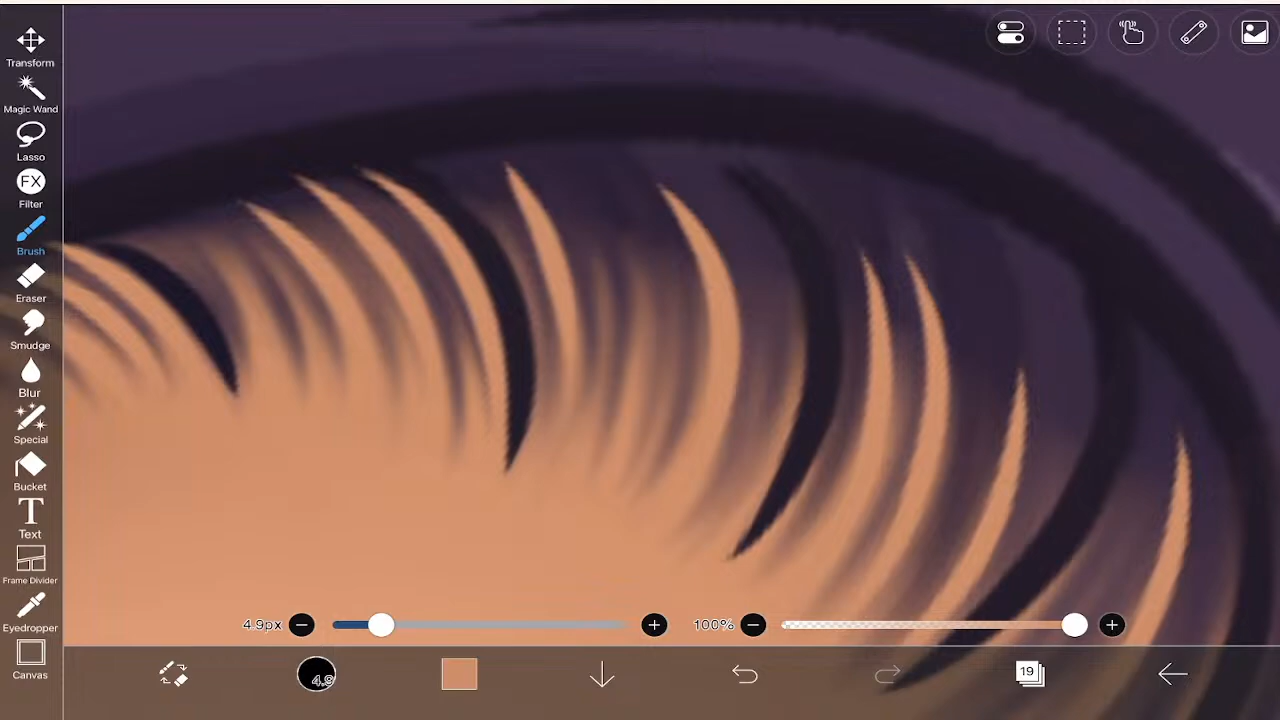 Transform
Magic Wand
Lasso
FX
Filter
Brush
Eraser
Smudge
Blur
Special
Bucket
T
Text
Frame Divider
Eyedropper
Canvas
4.9px
100%
4.9
19